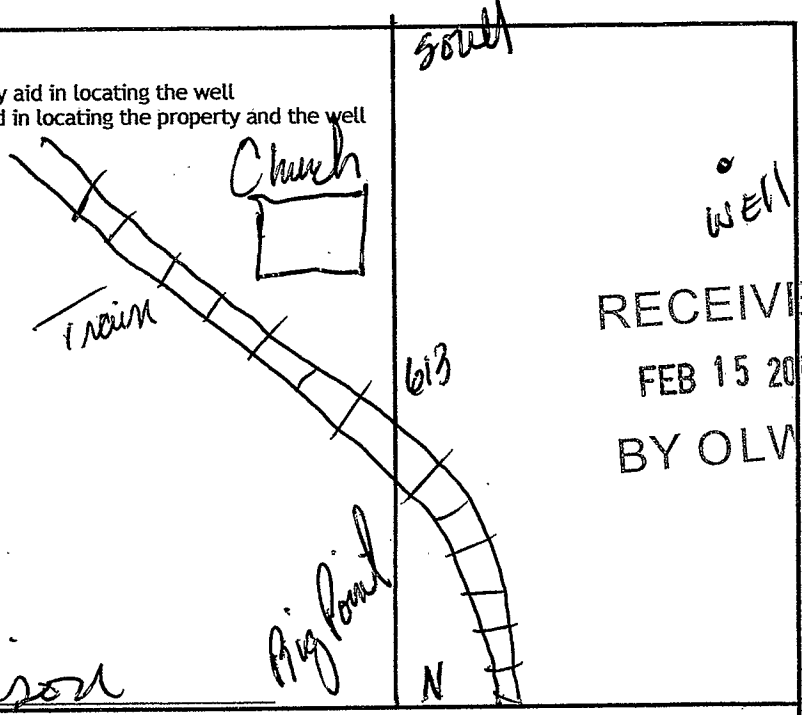 South
y aid in locating the well
d in locating the property and the well
Church
WELL
Train
RECEIVE
FEB 15 20
BY OLW
613
Big Point
N